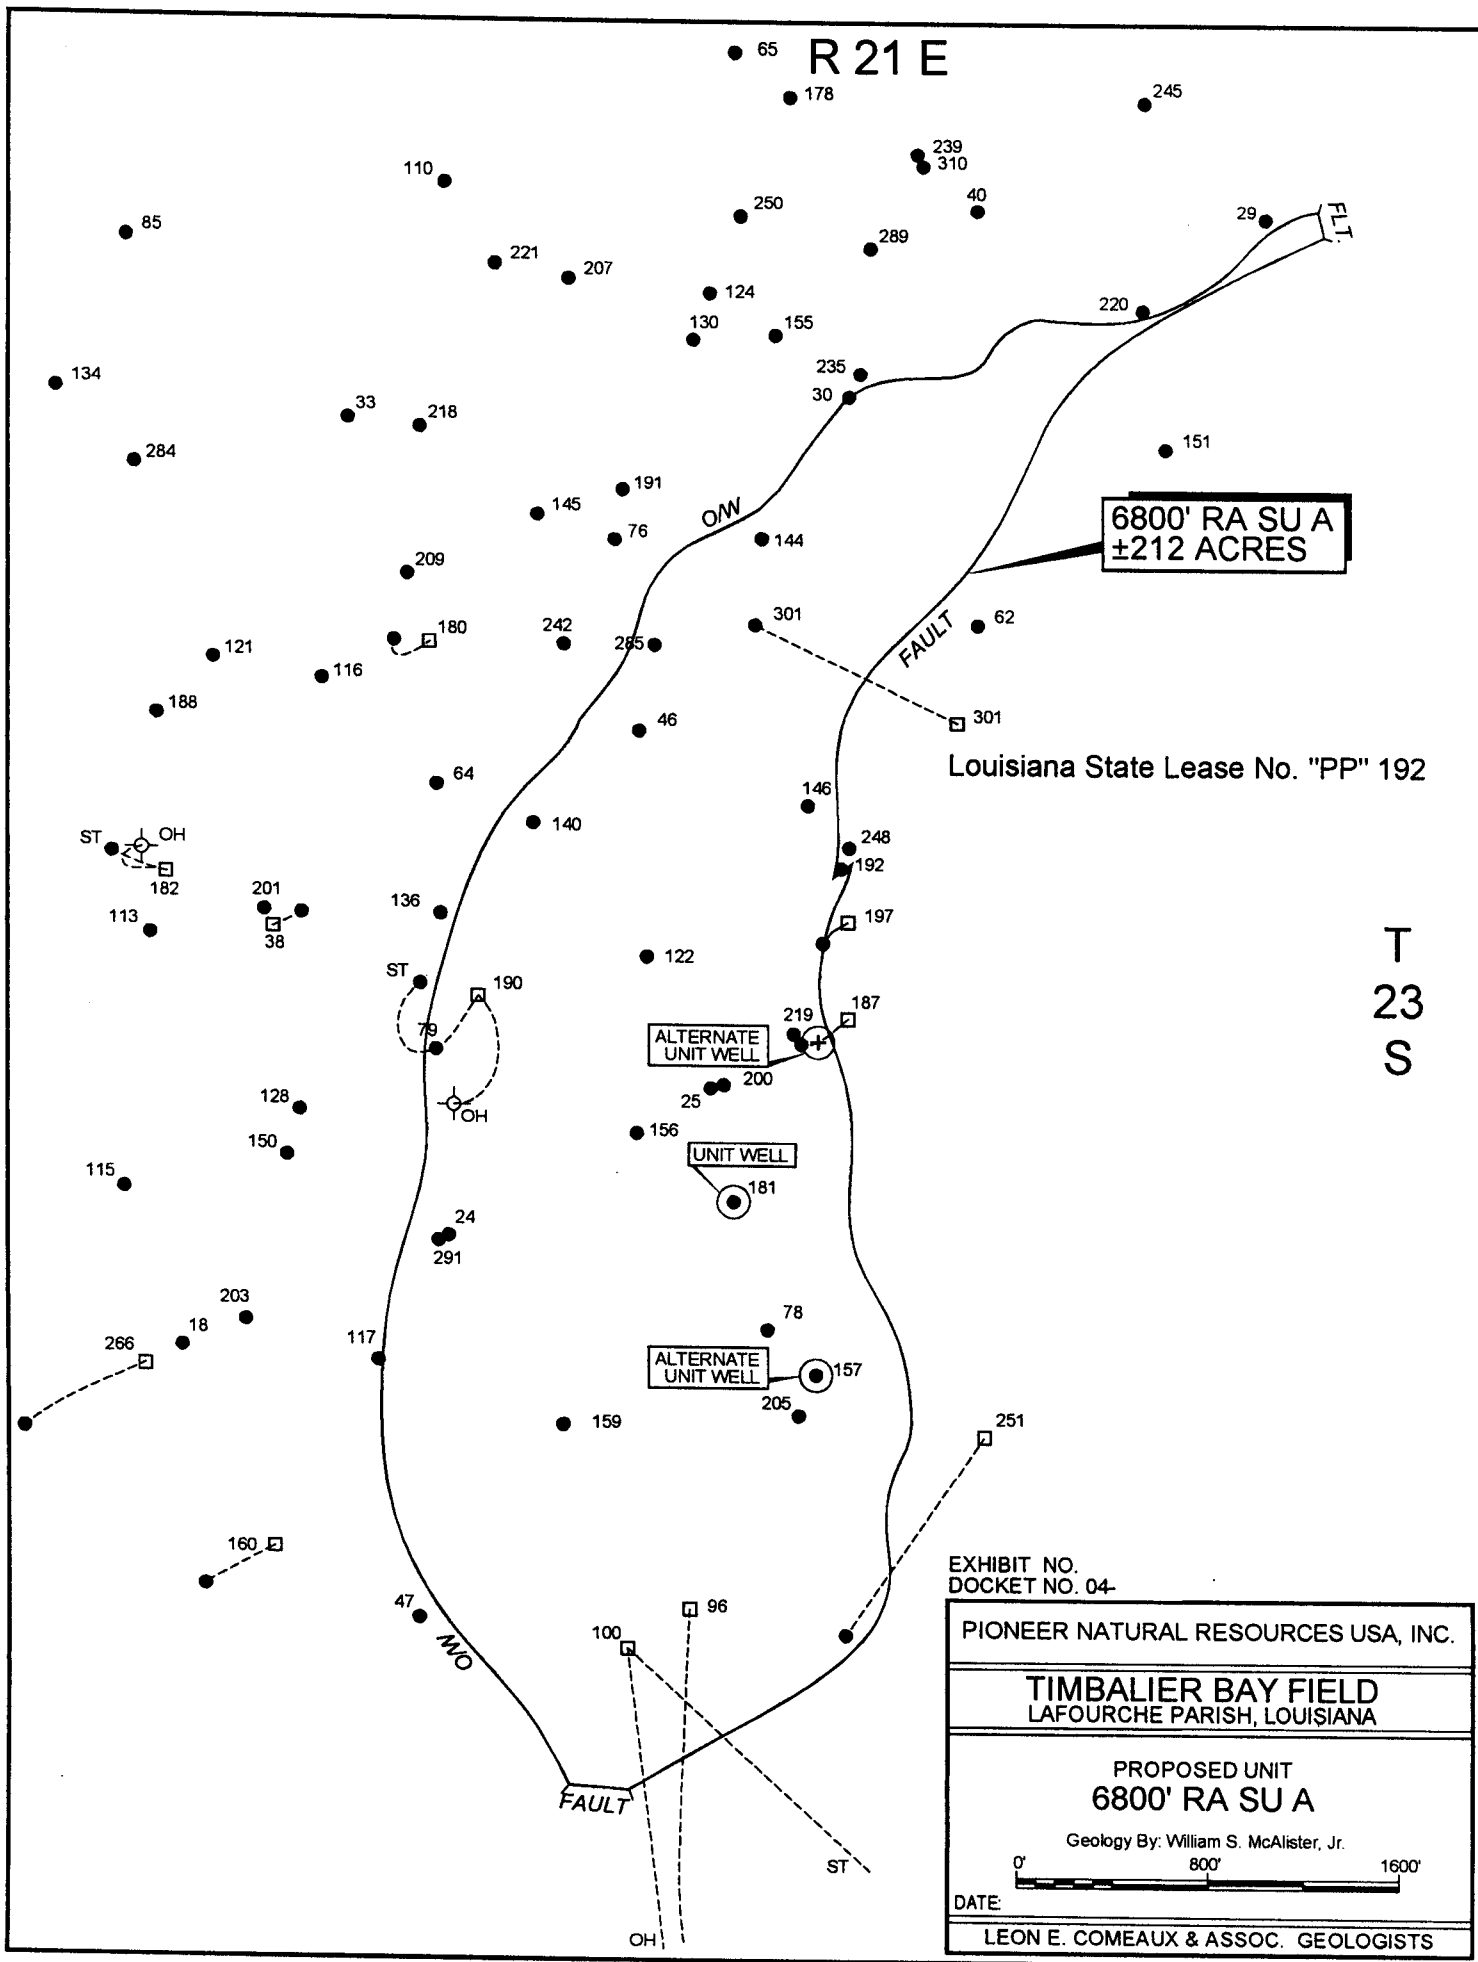 R 21 E
65
178
245
239
310
110
40
250
29
FLT.
85
289
221
207
124
220
130
155
235
134
30
33
218
151
284
191
145
O/W
6800' RA SU A
±212 ACRES
76
144
209
301
62
180
242
285
FAULT
121
116
188
301
46
Louisiana State Lease No. "PP" 192
64
146
140
ST
OH
248
192
182
201
136
197
113
38
T
23
S
122
ST
190
187
219
79
ALTERNATE
UNIT WELL
200
25
128
OH
156
150
UNIT WELL
115
181
24
291
203
78
18
117
266
ALTERNATE
UNIT WELL
157
205
159
251
160
EXHIBIT NO.
DOCKET NO. 04-
47
96
O/W
100
PIONEER NATURAL RESOURCES USA, INC.
TIMBALIER BAY FIELD
LAFOURCHE PARISH, LOUISIANA
PROPOSED UNIT
6800' RA SU A
FAULT
Geology By: William S. McAlister, Jr.
0' 800' 1600'
ST
DATE:
OH
LEON E. COMEAUX & ASSOC. GEOLOGISTS